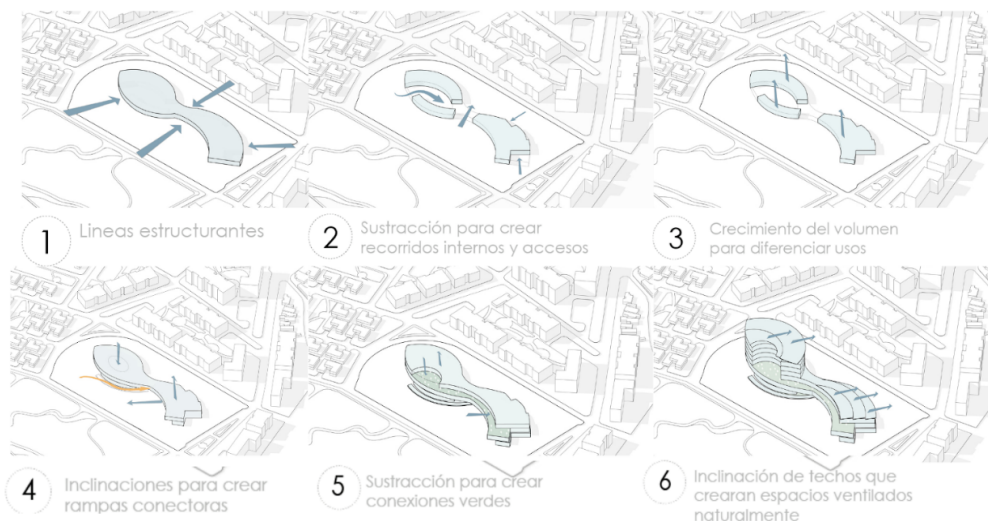 1
Lineas estructurantes
2
Sustracción para crear
recorridos internos y accesos
3
Crecimiento del volumen
para diferenciar usos
4
Inclinaciones para crear
rampas conectoras
5
Sustracción para crear
conexiones verdes
6
Inclinación de techos que
crearan espacios ventilados
naturalmente